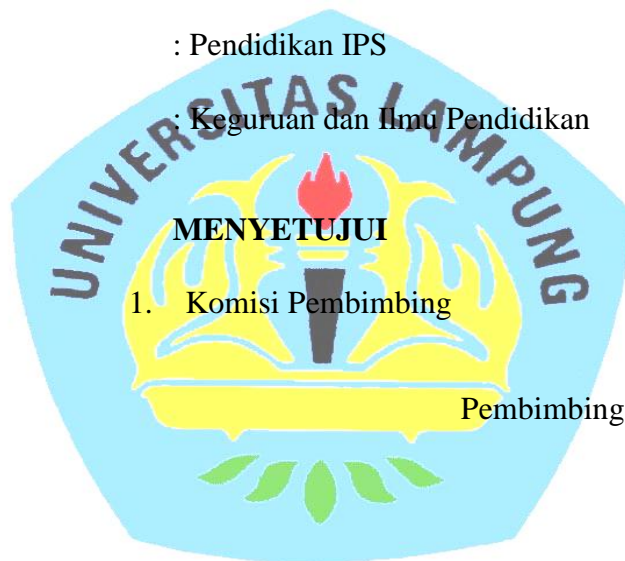 : Pendidikan IPS
UNIVERSITAS LAMPUNG
: Keguruan dan Ilmu Pendidikan
MENYETUJUI
1. Komisi Pembimbing
Pembimbing